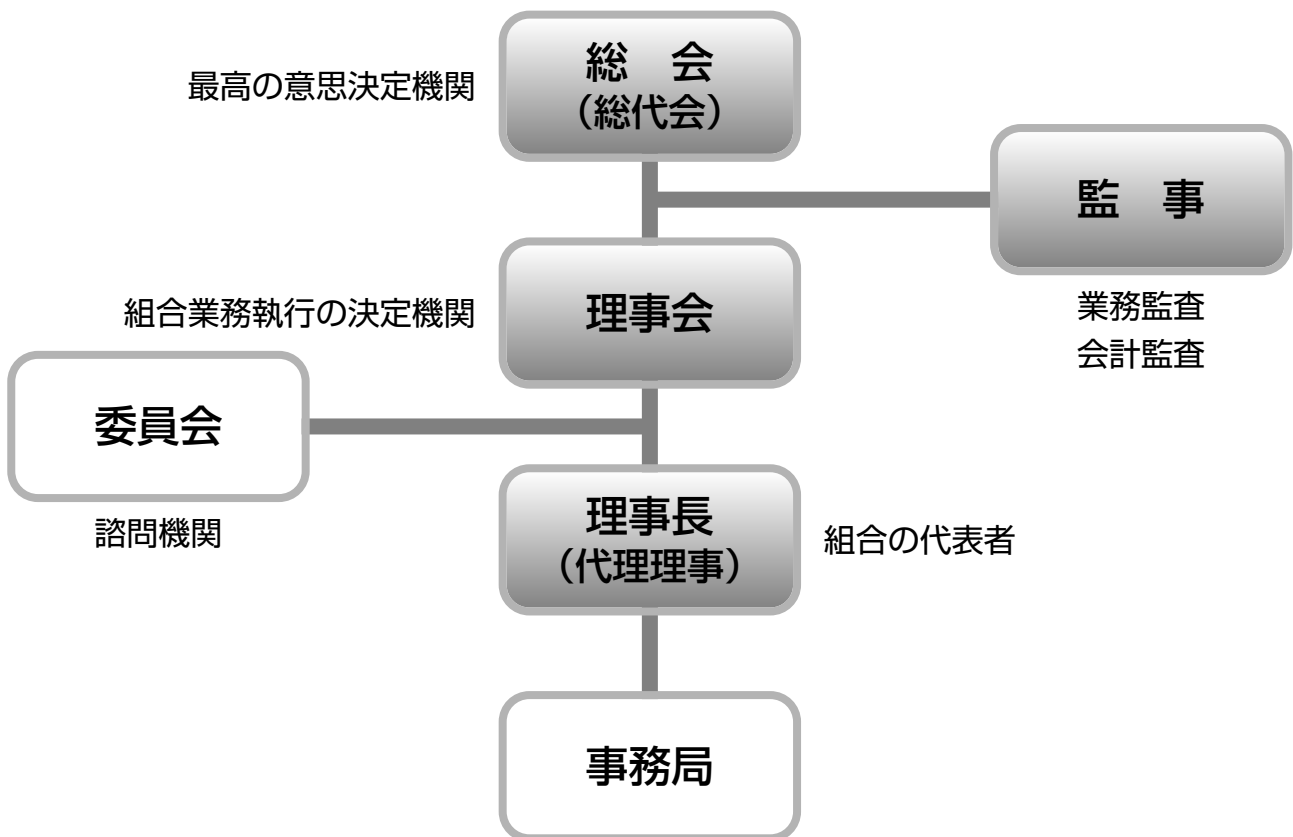 総　会
（総代会）
最高の意思決定機関
監　事
業務監査
会計監査
理事会
組合業務執行の決定機関
委員会
諮問機関
理事長
（代理理事）
組合の代表者
事務局